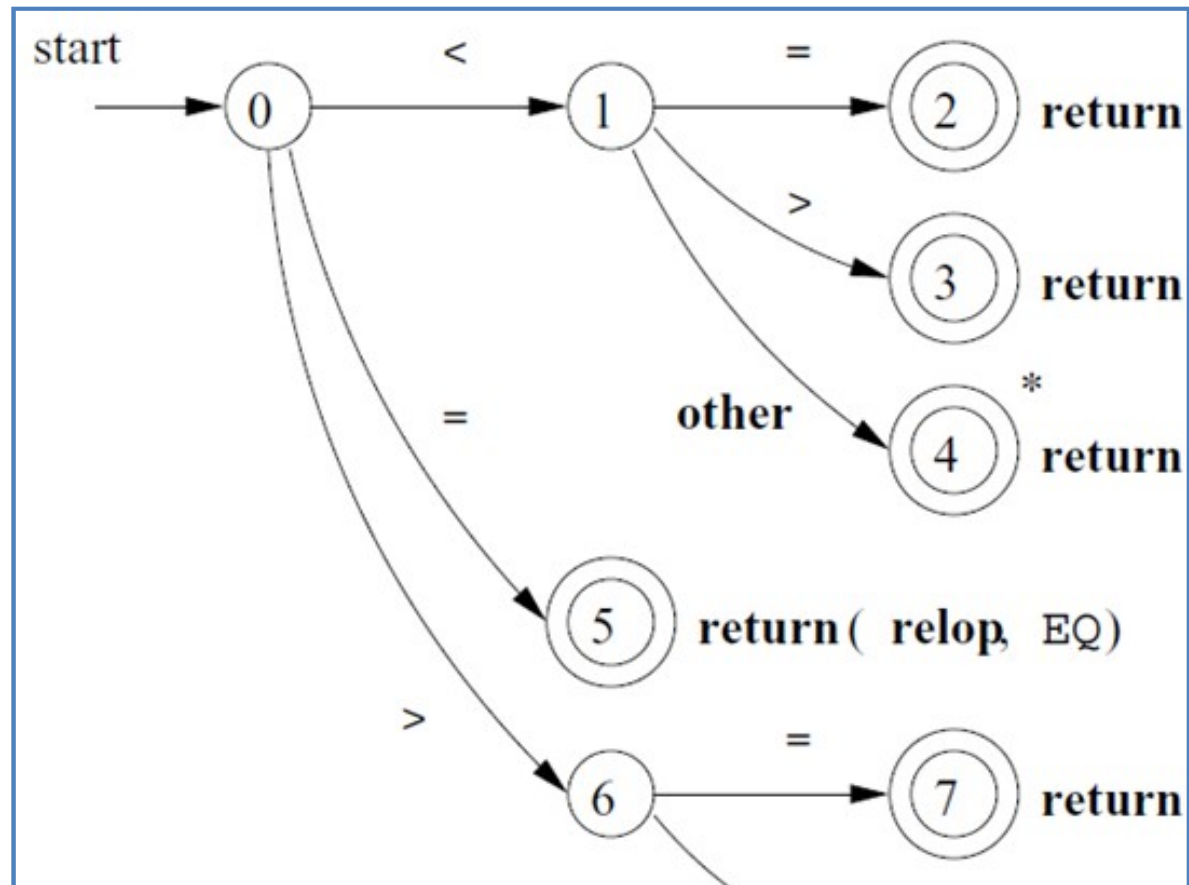 start
<
=
0
1
2
return
>
3
return
*
other
4
return
=
5
return( relop, EQ)
>
=
6
7
return